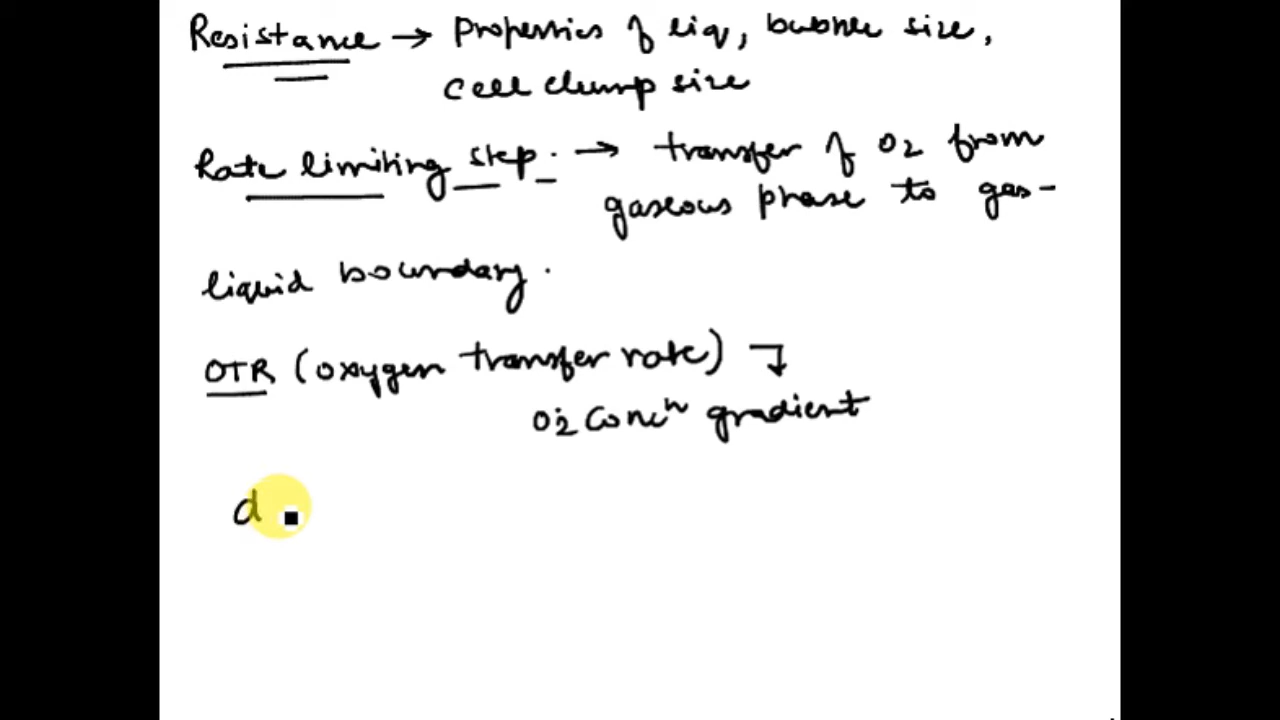 Resistance → Properties of liq, bubble size,
cell clump size
Rate limiting step. → transfer of O2 from
gaseous phase to gas-
liquid boundary.
OTR (oxygen transfer rate) ↴
O2 Concn gradient
d